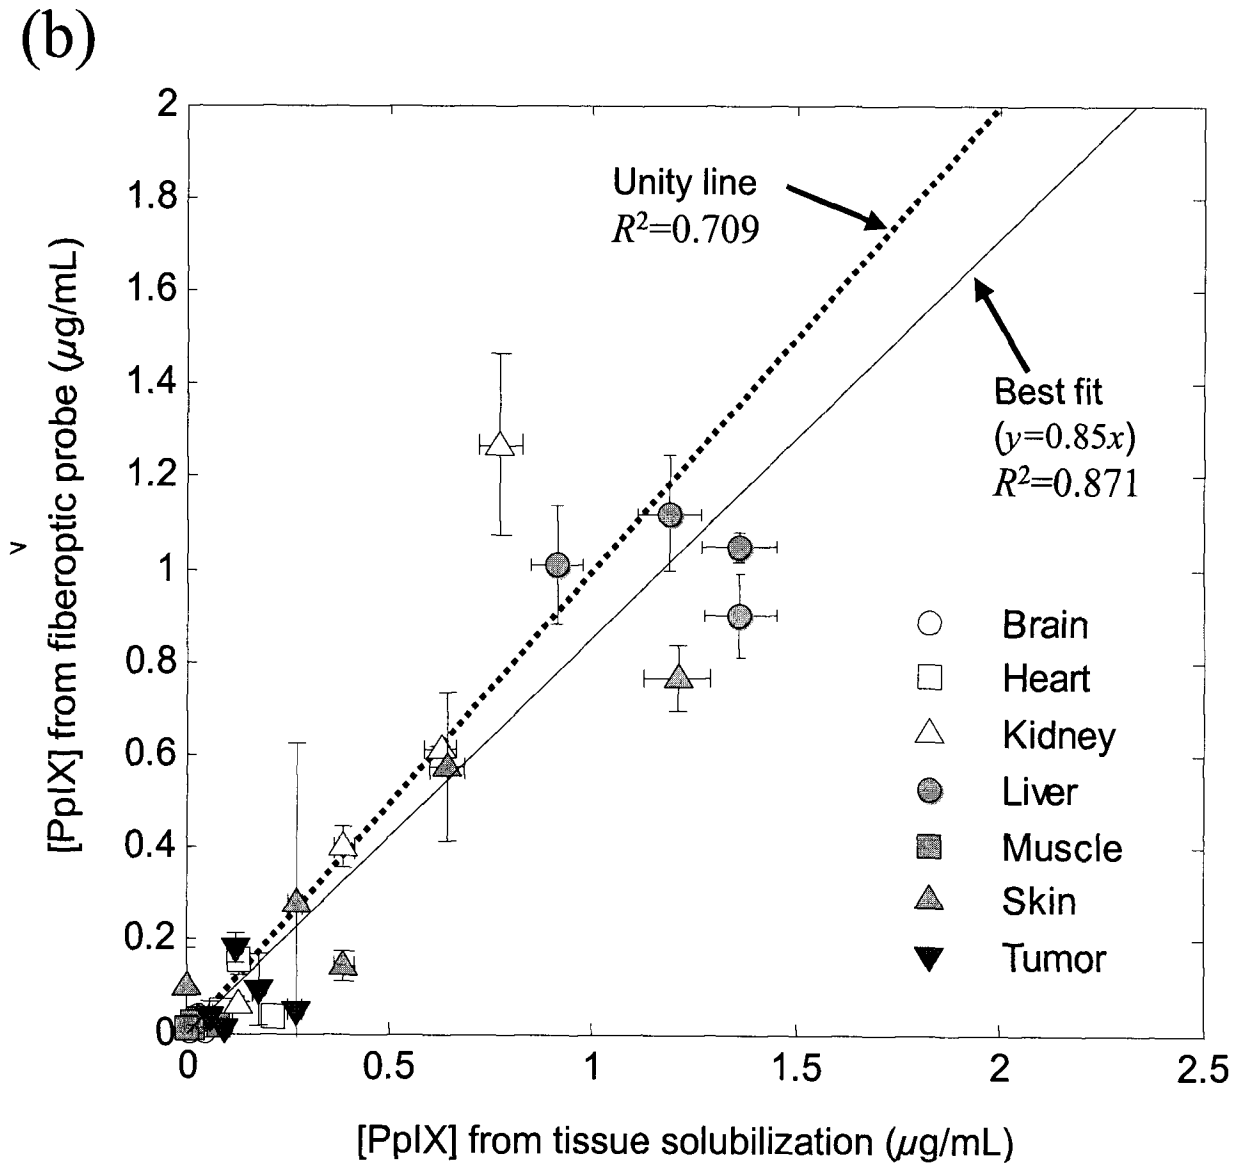 (b)
2
1.8
1.6
1.4
1.2
1
0.8
0.6
0.4
0.2
0
0
0.5
1
1.5
2
2.5
[PpIX] from fiberoptic probe (µg/mL)
v
[PpIX] from tissue solubilization (µg/mL)
Unity line
R²=0.709
Best fit
(y=0.85x)
R²=0.871
Brain
Heart
Kidney
Liver
Muscle
Skin
Tumor